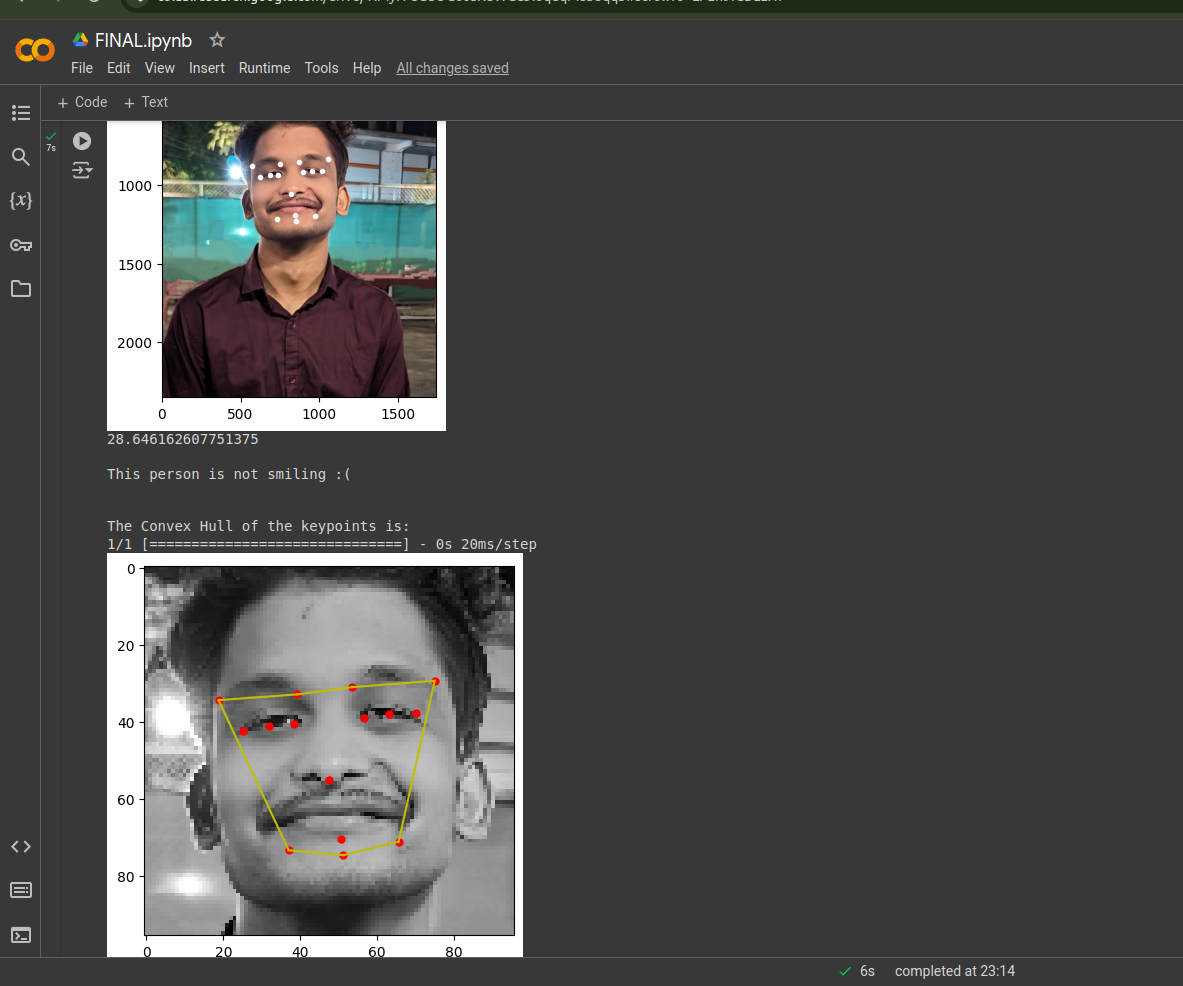 FINAL.ipynb
File Edit View Insert Runtime Tools Help All changes saved
+ Code + Text
7s
{x}
1000
1500
2000
0 500 1000 1500
28.646162607751375
This person is not smiling :(
The Convex Hull of the keypoints is:
1/1 [==============================] - 0s 20ms/step
0
20
40
60
80
0 20 40 60 80
6s completed at 23:14